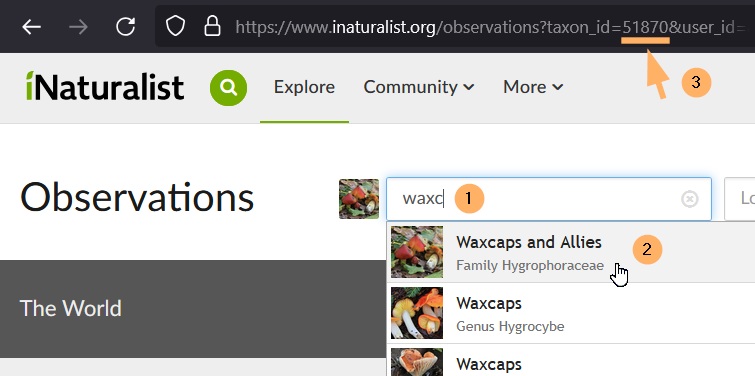 https://www.inaturalist.org/observations?taxon_id=51870&user_id=
3
iNaturalist Explore Community More
Observations
waxc
1
Lo
Waxcaps and Allies
Family Hygrophoraceae
2
The World
Waxcaps
Genus Hygrocybe
Waxcaps